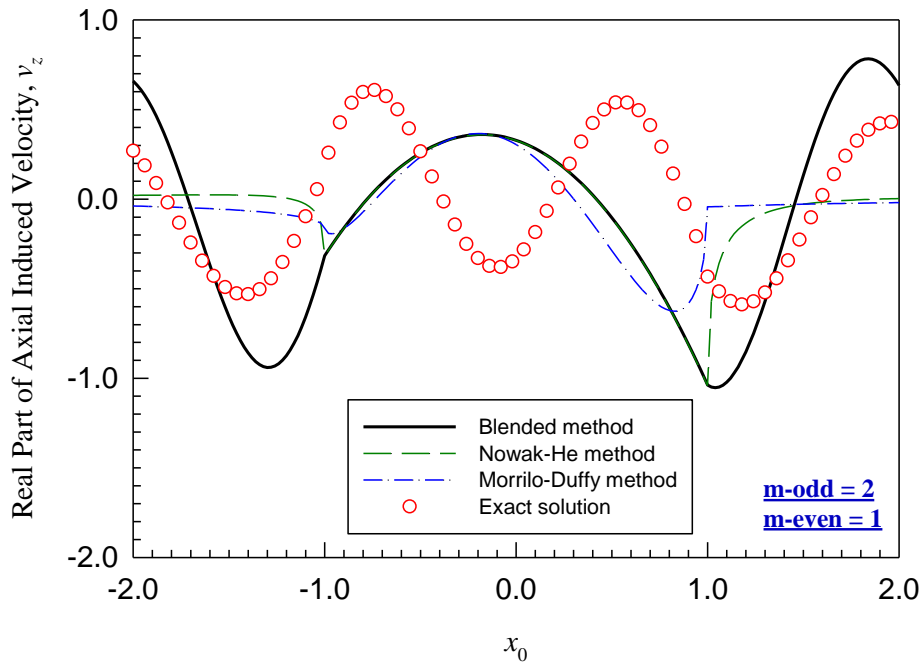 Real Part of Axial Induced Velocity, v_z
1.0
0.0
-1.0
-2.0
Blended method
Nowak-He method
Morrilo-Duffy method
Exact solution
m-odd = 2
m-even = 1
-2.0 -1.0 0.0 1.0 2.0
x_0